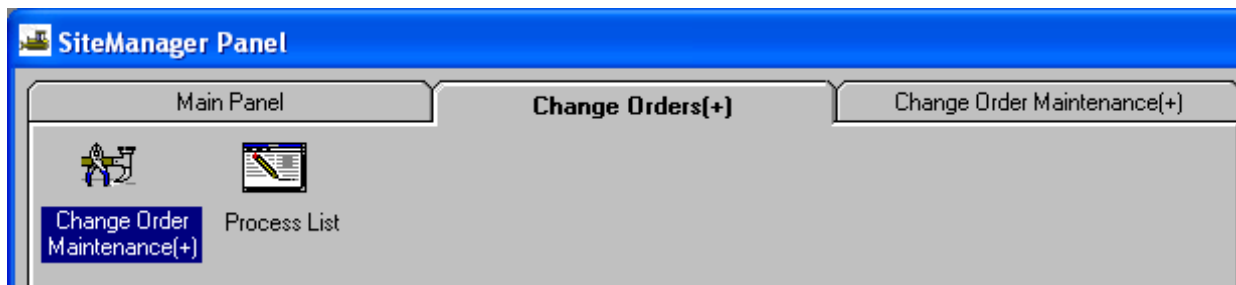 SiteManager Panel
Main Panel
Change Orders(+)
Change Order Maintenance(+)
Change Order
Maintenance(+)
Process List